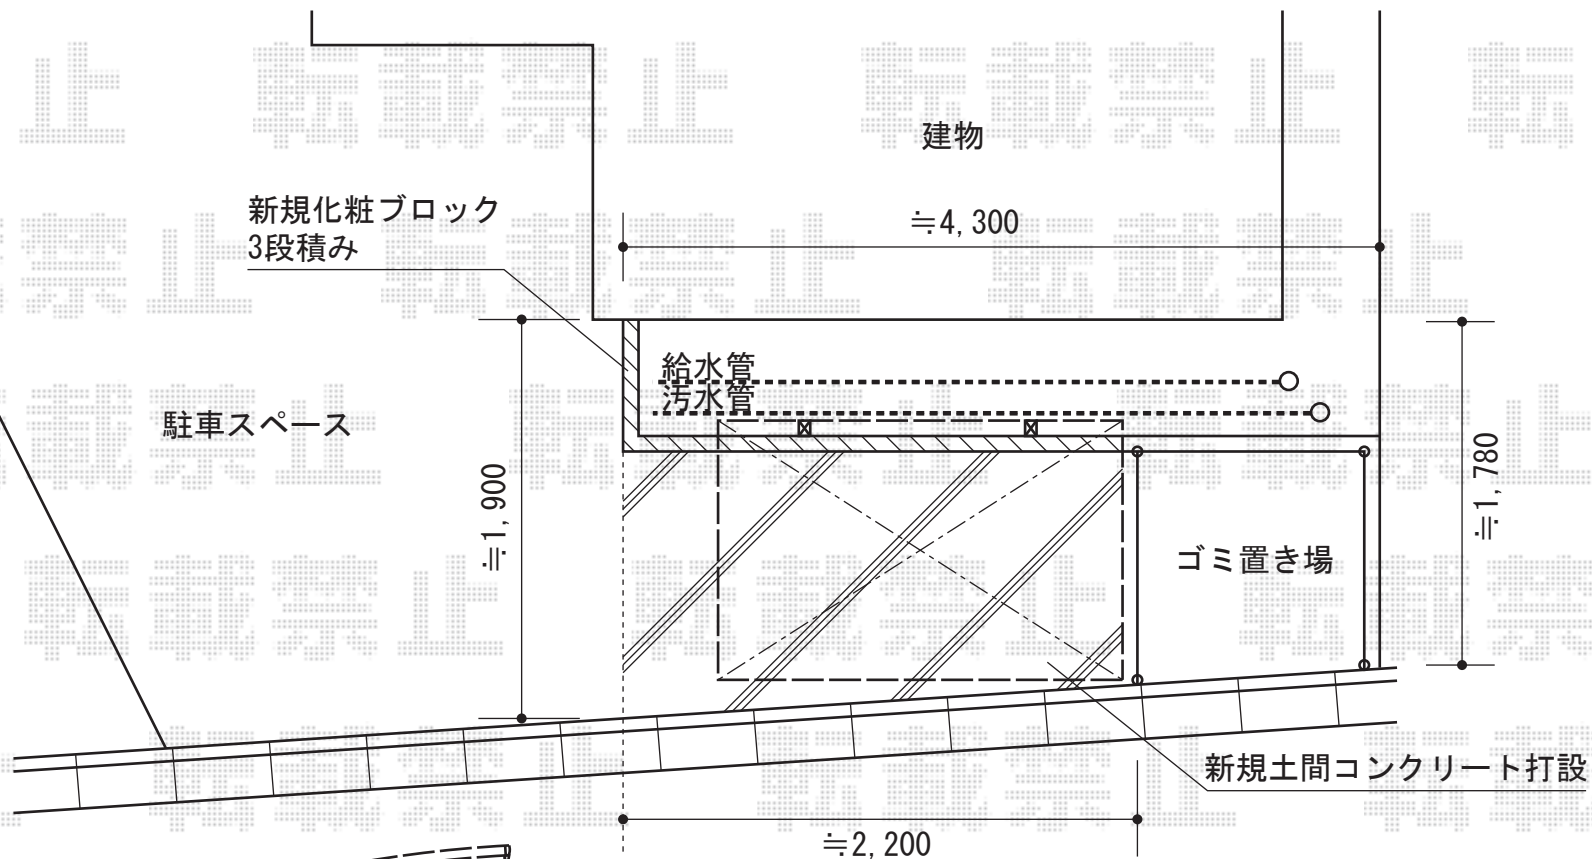 転載禁止
建物
新規化粧ブロック
3段積み
≒4,300
給水管
汚水管
駐車スペース
≒1,900
≒1,780
ゴミ置き場
新規土間コンクリート打設
≒2,200